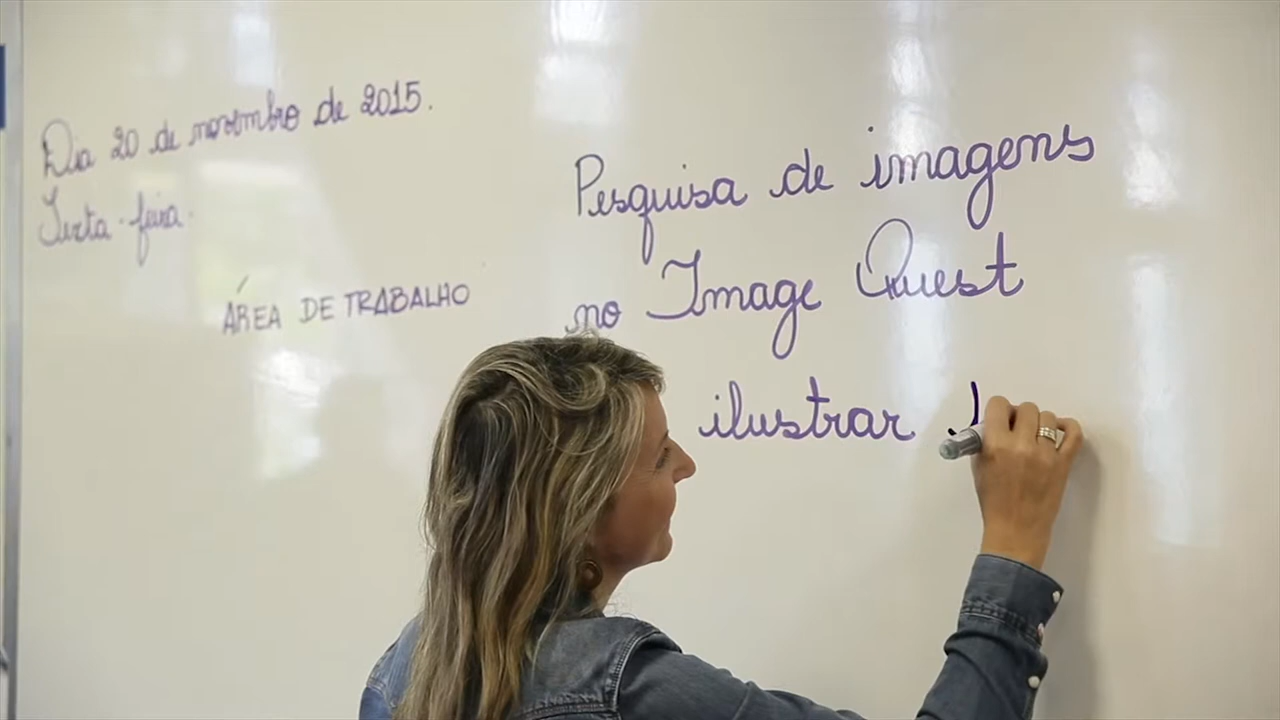 Dia 20 de novembro de 2015.
Sexta-feira.
ÁREA DE TRABALHO
Pesquisa de imagens
no Image Quest
ilustrar